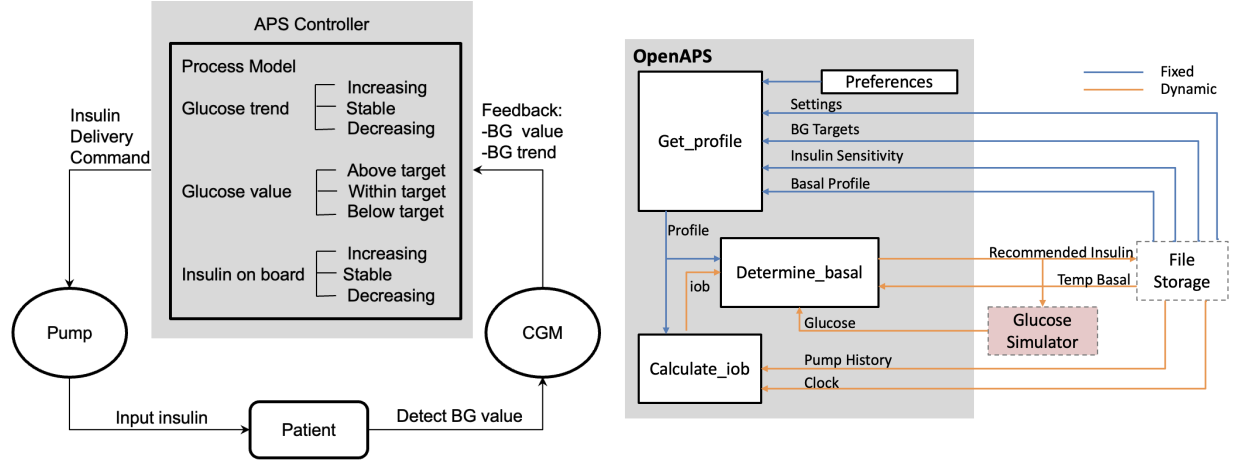 APS Controller
Process Model
Glucose trend
Increasing
Stable
Decreasing
Glucose value
Above target
Within target
Below target
Insulin on board
Increasing
Stable
Decreasing
Insulin
Delivery
Command
Feedback:
-BG value
-BG trend
Pump
CGM
Input insulin
Patient
Detect BG value
OpenAPS
Preferences
Get_profile
Settings
BG Targets
Insulin Sensitivity
Basal Profile
Fixed
Dynamic
Profile
Determine_basal
iob
Recommended Insulin
Temp Basal
File
Storage
Glucose
Glucose
Simulator
Calculate_iob
Pump History
Clock